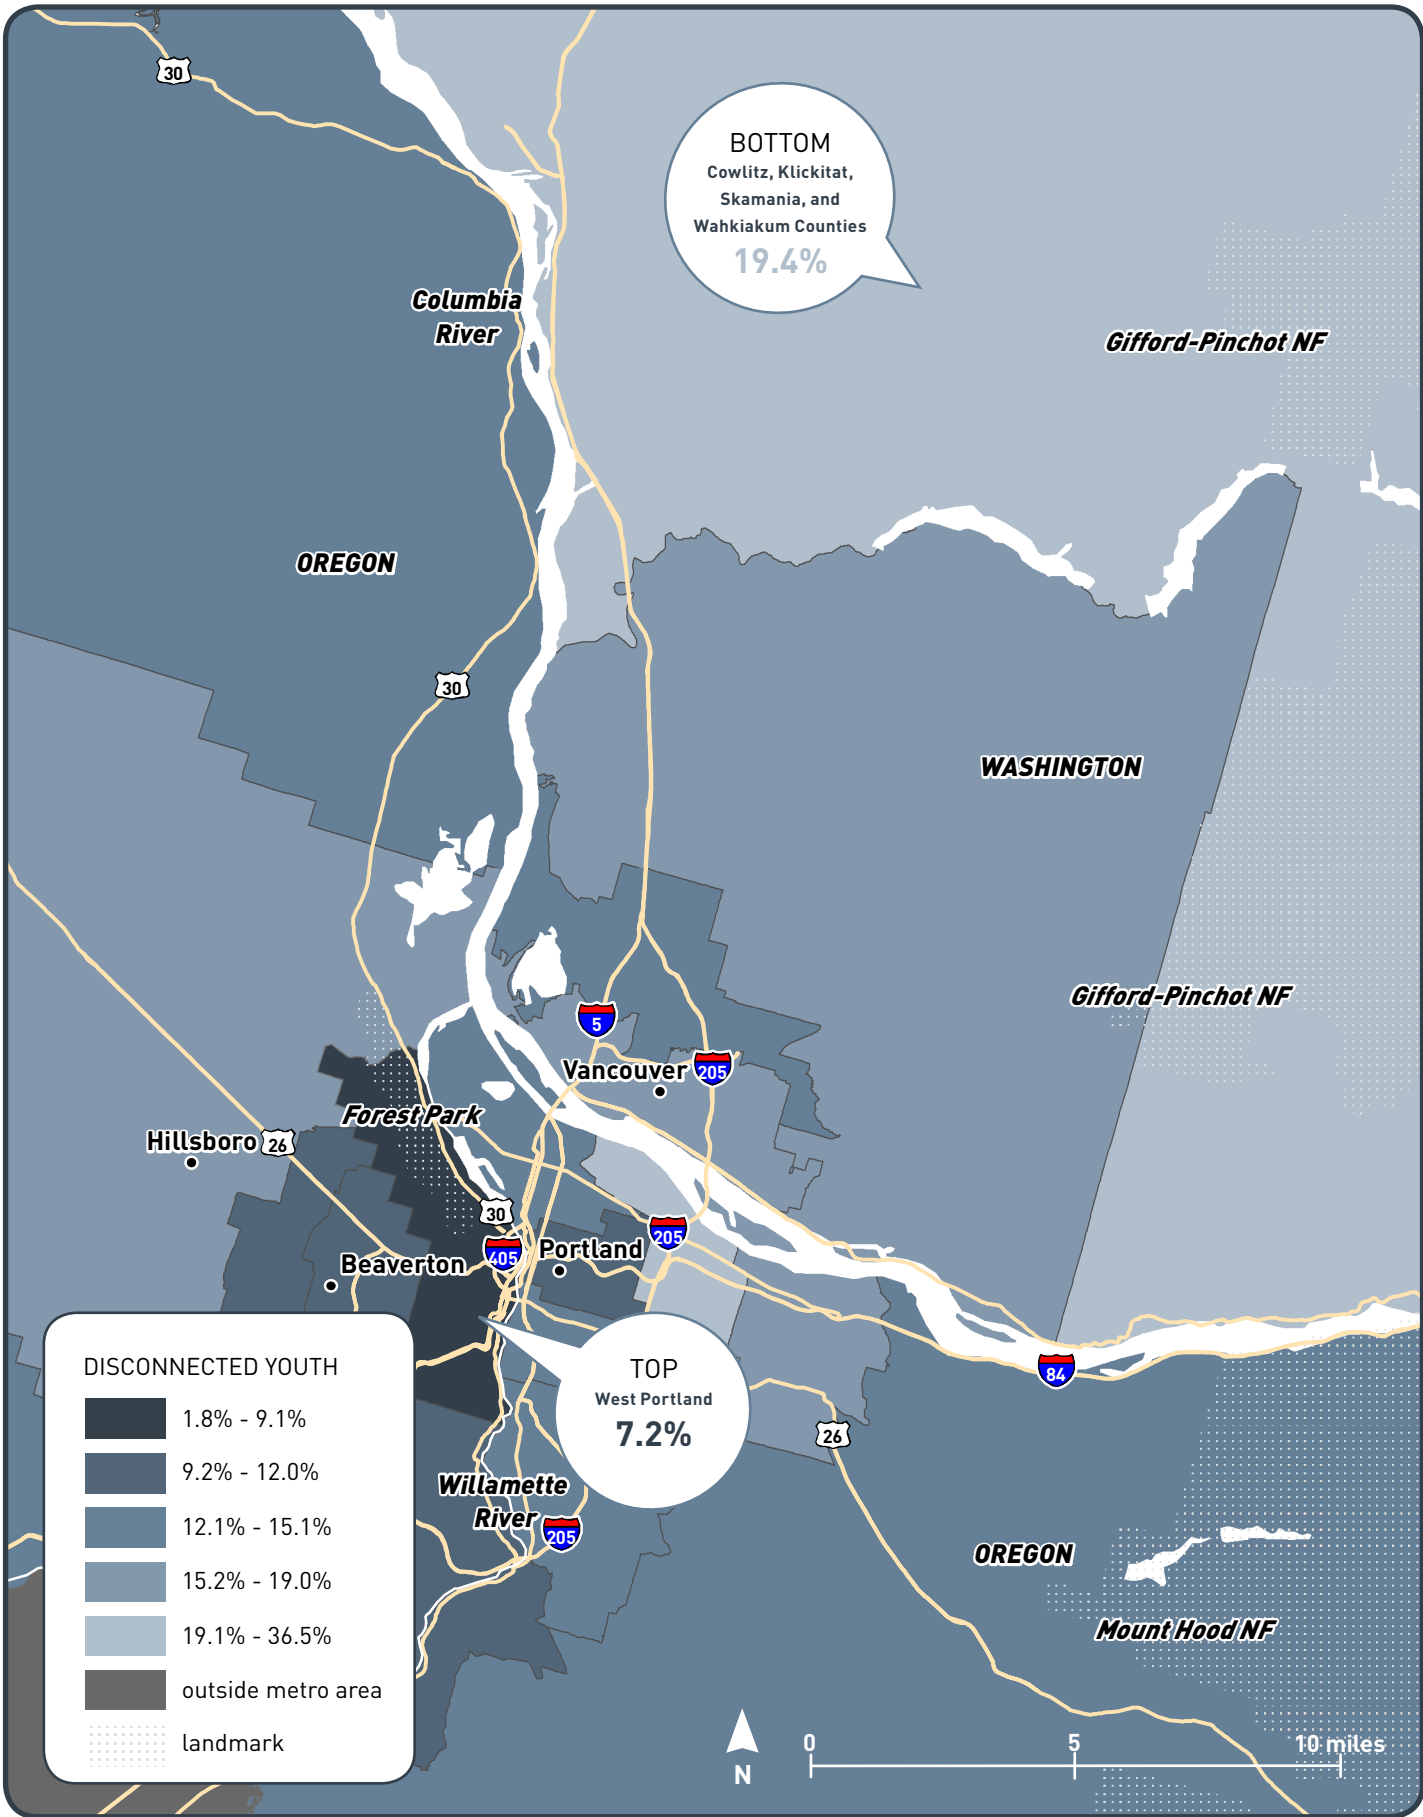 30
BOTTOM
Cowlitz, Klickitat,
Skamania, and
Wahkiakum Counties
19.4%
Columbia
River
Gifford-Pinchot NF
OREGON
30
WASHINGTON
Gifford-Pinchot NF
5
Vancouver
205
Forest Park
Hillsboro
26
30
205
405
Portland
Beaverton
84
TOP
West Portland
7.2%
26
Willamette
River
205
OREGON
Mount Hood NF
DISCONNECTED YOUTH
1.8% - 9.1%
9.2% - 12.0%
12.1% - 15.1%
15.2% - 19.0%
19.1% - 36.5%
outside metro area
landmark
N
0
5
10 miles